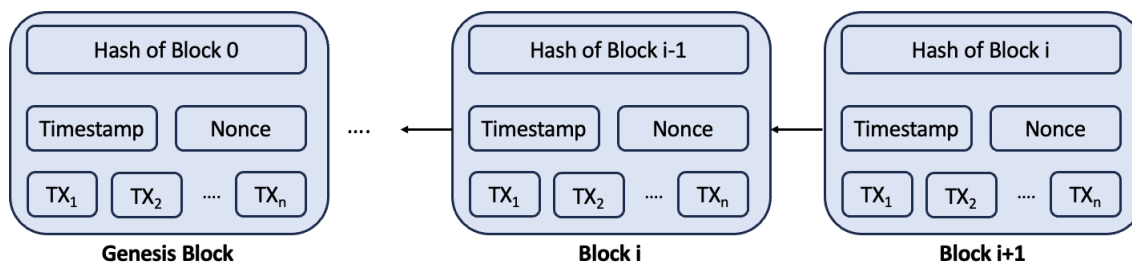 Hash of Block 0
Timestamp Nonce
TX₁ TX₂ .... TXₙ
Genesis Block
....
Hash of Block i-1
Timestamp Nonce
TX₁ TX₂ .... TXₙ
Block i
Hash of Block i
Timestamp Nonce
TX₁ TX₂ .... TXₙ
Block i+1